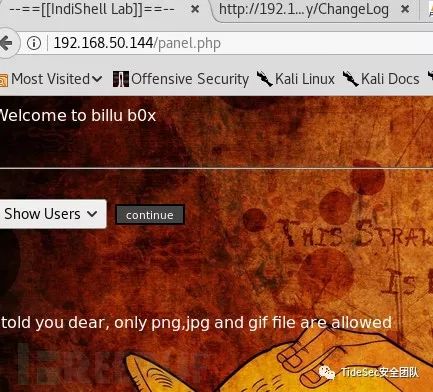 --==[[IndiShell Lab]]==--
http://192.1...y/ChangeLog
192.168.50.144/panel.php
Most Visited
Offensive Security
Kali Linux
Kali Docs
Welcome to billu b0x
Show Users
continue
THIS STRAW
IS
told you dear, only png,jpg and gif file are allowed
TideSec安全团队